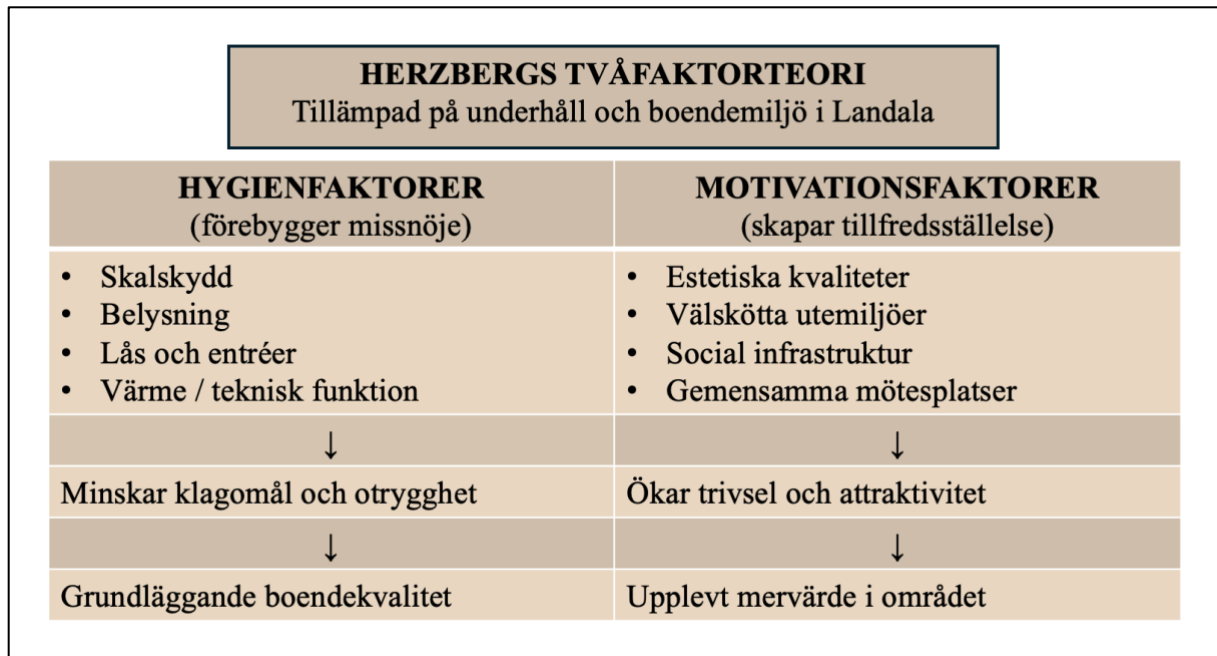 HERZBERGS TVÅFAKTORTEORI
Tillämpad på underhåll och boendemiljö i Landala
HYGIENFAKTORER
(förebygger missnöje)
MOTIVATIONSFAKTORER
(skapar tillfredsställelse)
• Skalskydd
• Belysning
• Lås och entréer
• Värme / teknisk funktion
• Estetiska kvaliteter
• Välskötta utemiljöer
• Social infrastruktur
• Gemensamma mötesplatser
↓
↓
Minskar klagomål och otrygghet
Ökar trivsel och attraktivitet
↓
↓
Grundläggande boendekvalitet
Upplevt mervärde i området